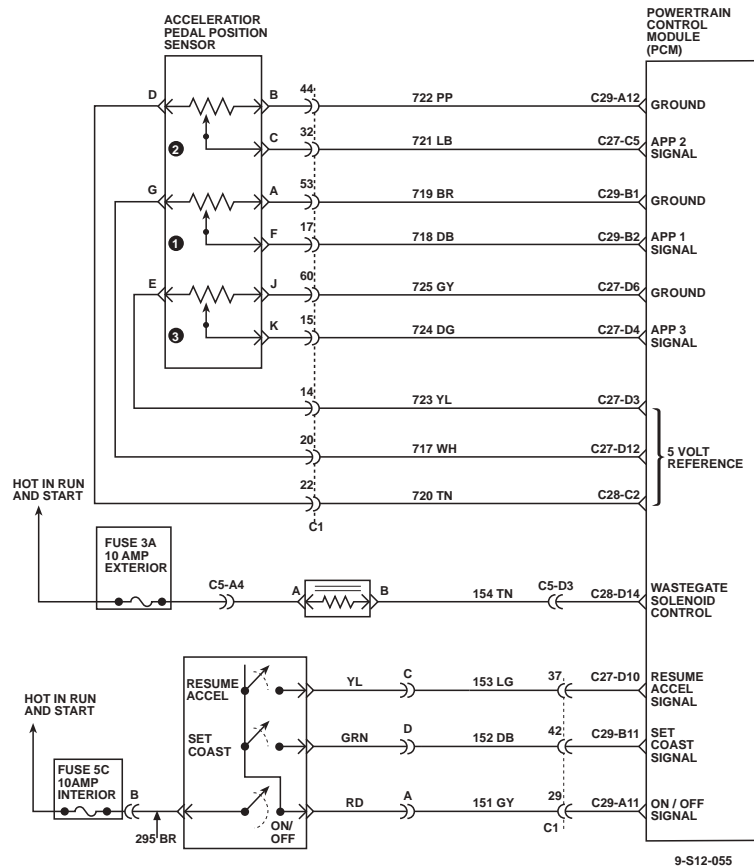 ACCELERATIOR
PEDAL POSITION
SENSOR
POWERTRAIN
CONTROL
MODULE
(PCM)
D
B
44
722 PP
C29-A12
GROUND
2
C
32
721 LB
C27-C5
APP 2
SIGNAL
G
A
53
719 BR
C29-B1
GROUND
1
F
17
718 DB
C29-B2
APP 1
SIGNAL
E
J
60
725 GY
C27-D6
GROUND
3
K
15
724 DG
C27-D4
APP 3
SIGNAL
14
723 YL
C27-D3
20
717 WH
C27-D12
5 VOLT
REFERENCE
22
720 TN
C28-C2
C1
HOT IN RUN
AND START
FUSE 3A
10 AMP
EXTERIOR
C5-A4
A
B
154 TN
C5-D3
C28-D14
WASTEGATE
SOLENOID
CONTROL
RESUME
ACCEL
YL
C
153 LG
37
C27-D10
RESUME
ACCEL
SIGNAL
HOT IN RUN
AND START
SET
COAST
GRN
D
152 DB
42
C29-B11
SET
COAST
SIGNAL
FUSE 5C
10AMP
INTERIOR
B
295 BR
ON/
OFF
RD
A
151 GY
29
C1
C29-A11
ON / OFF
SIGNAL
9-S12-055